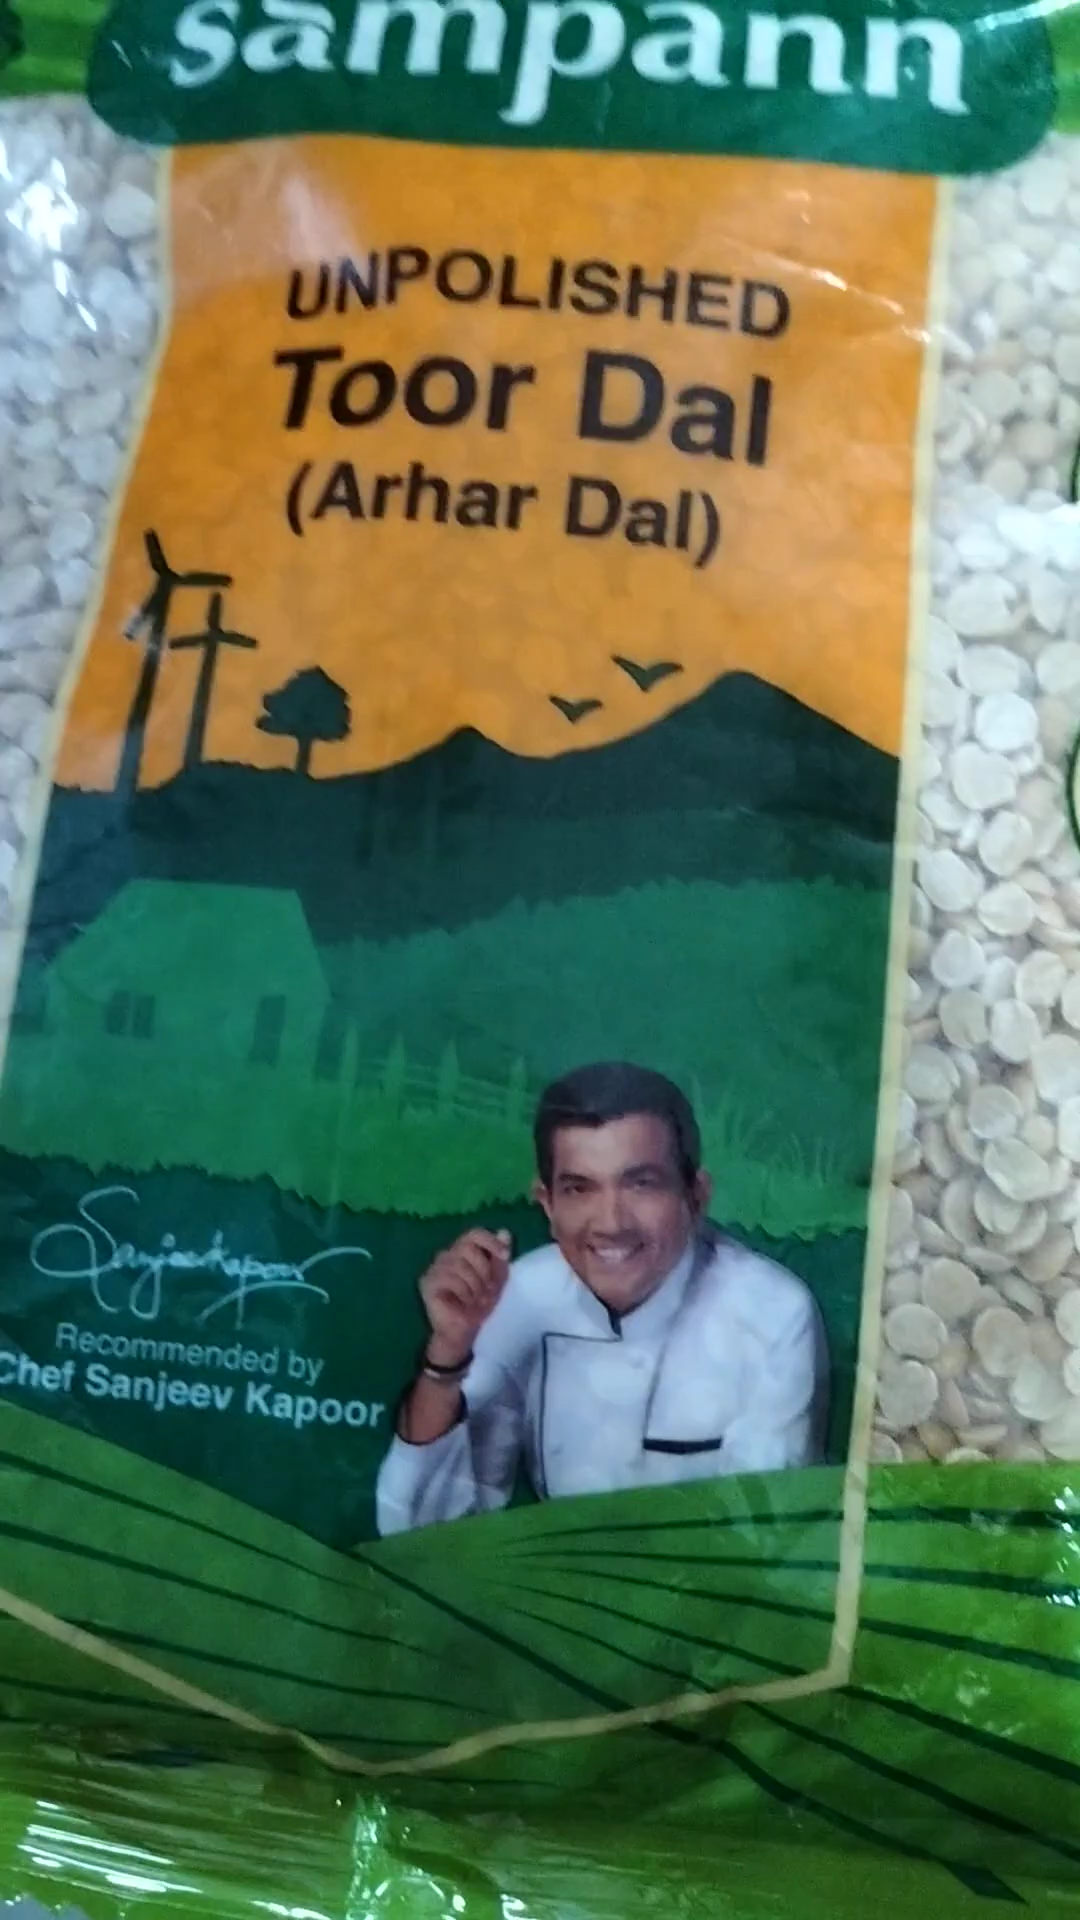 sampann
UNPOLISHED
Toor Dal
(Arhar Dal)
Sanjeev Kapoor
Recommended by
Chef Sanjeev Kapoor